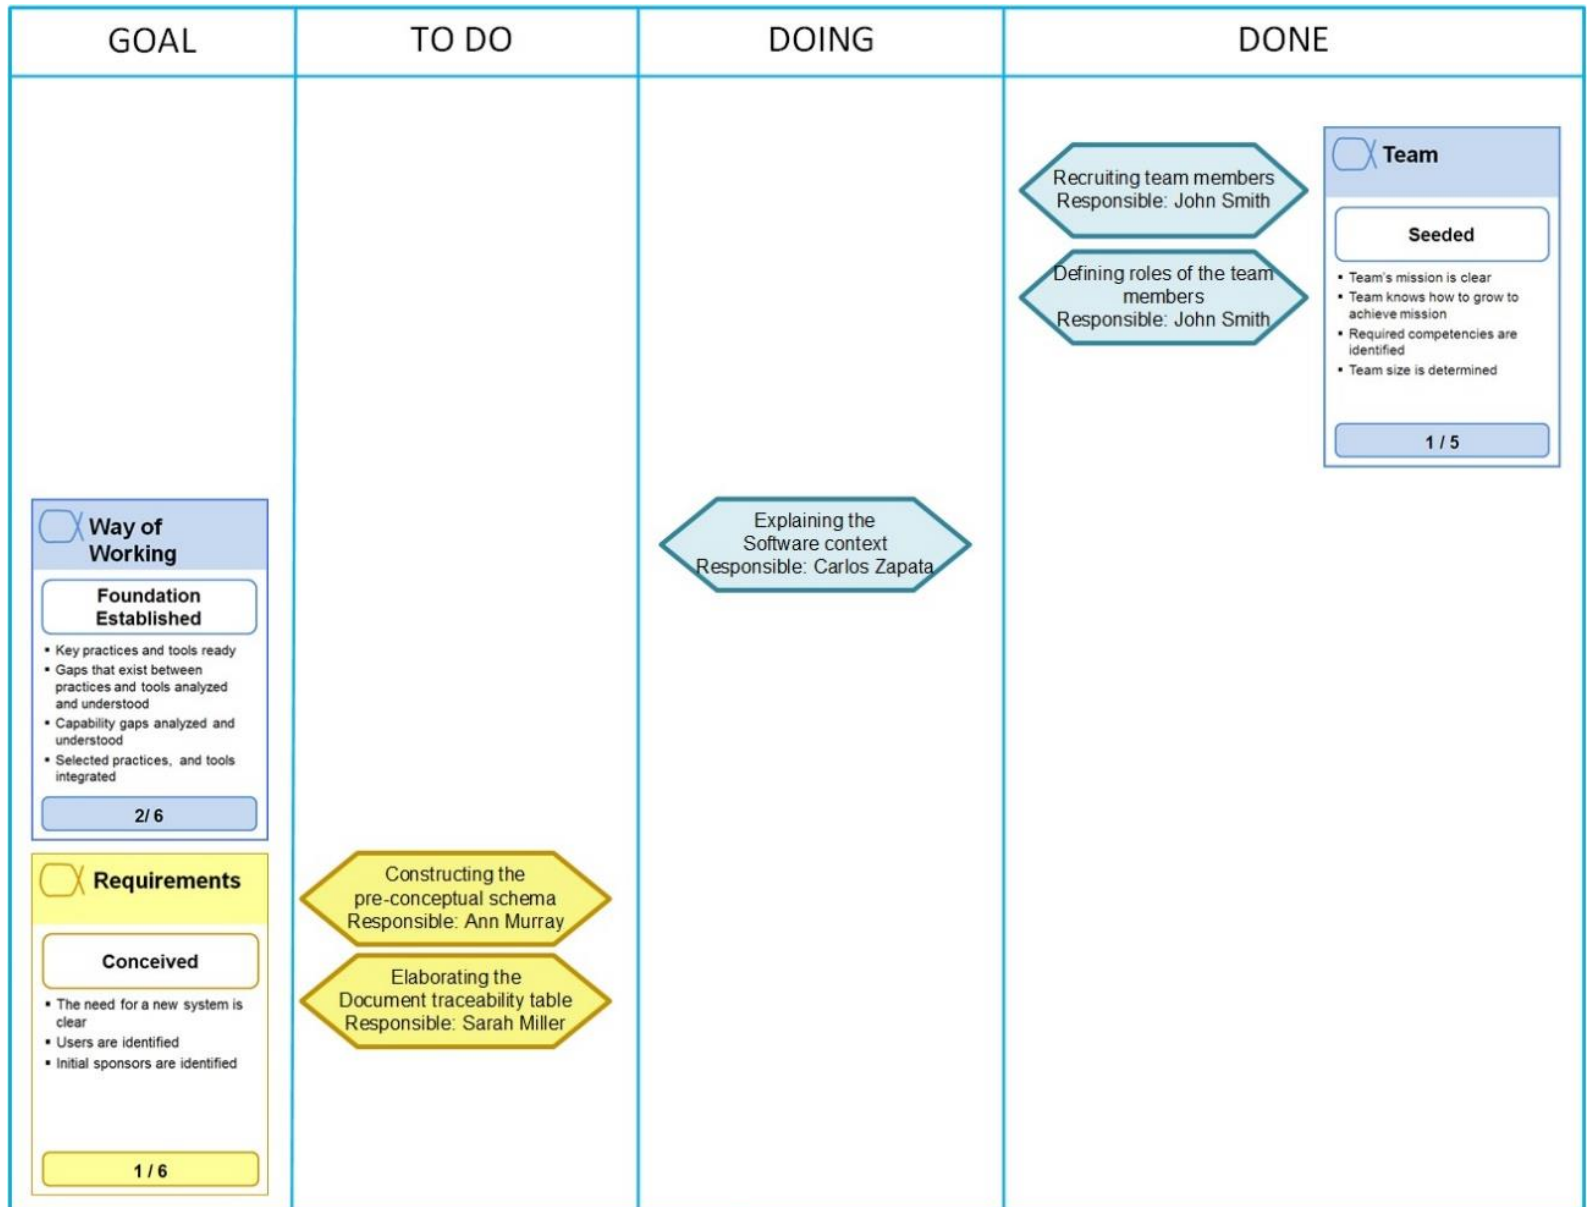 GOAL
TO DO
DOING
DONE
Recruiting team members
Responsible: John Smith
Defining roles of the team
members
Responsible: John Smith
Team
Seeded
▪ Team's mission is clear
▪ Team knows how to grow to
achieve mission
▪ Required competencies are
identified
▪ Team size is determined
1 / 5
Way of
Working
Foundation
Established
▪ Key practices and tools ready
▪ Gaps that exist between
practices and tools analyzed
and understood
▪ Capability gaps analyzed and
understood
▪ Selected practices, and tools
integrated
2/ 6
Explaining the
Software context
Responsible: Carlos Zapata
Requirements
Conceived
▪ The need for a new system is
clear
▪ Users are identified
▪ Initial sponsors are identified
1 / 6
Constructing the
pre-conceptual schema
Responsible: Ann Murray
Elaborating the
Document traceability table
Responsible: Sarah Miller